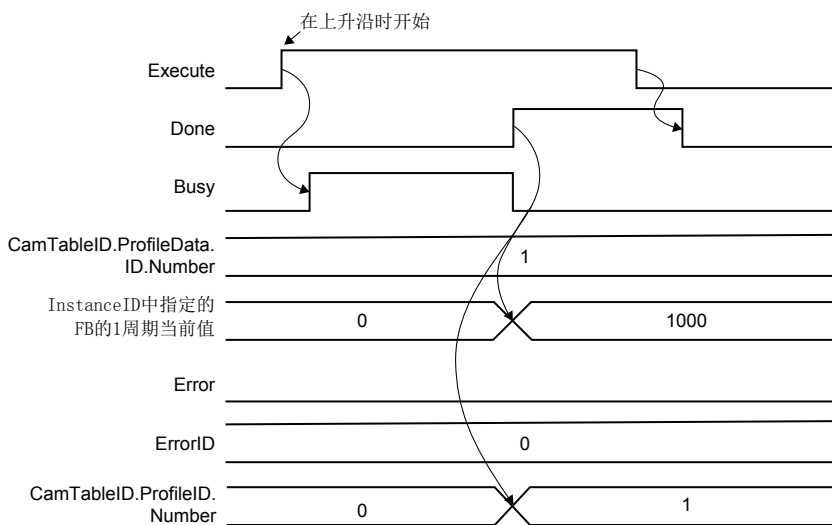 在上升沿时开始
Execute
Done
Busy
CamTableID.ProfileData.
ID.Number
1
InstanceID中指定的
FB的1周期当前值
0
1000
Error
ErrorID
0
CamTableID.ProfileID.
Number
0
1